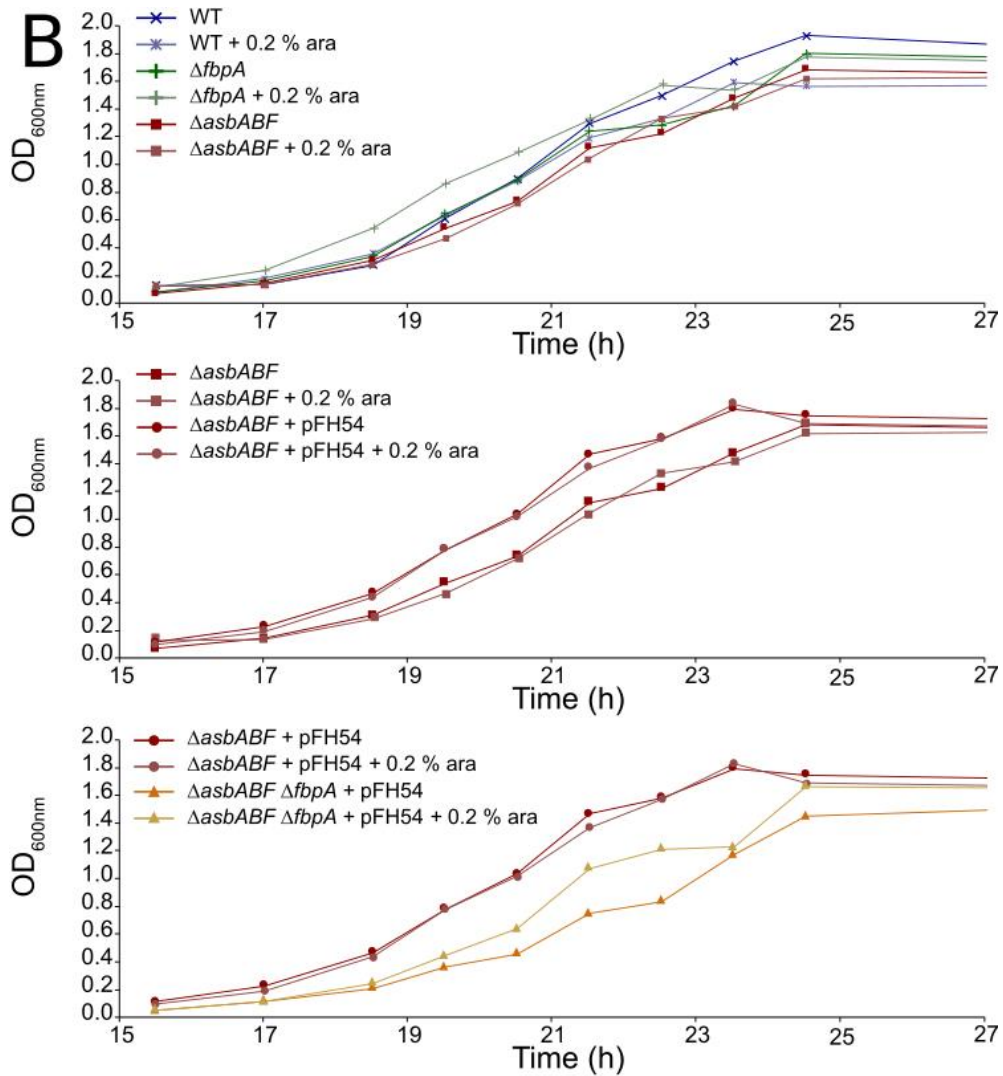 B
WT
WT + 0.2 % ara
ΔfbpA
ΔfbpA + 0.2 % ara
ΔasbABF
ΔasbABF + 0.2 % ara
OD600nm
2.0
1.8
1.6
1.4
1.2
1.0
0.8
0.6
0.4
0.2
0.0
15 17 19 21 23 25 27
Time (h)
ΔasbABF
ΔasbABF + 0.2 % ara
ΔasbABF + pFH54
ΔasbABF + pFH54 + 0.2 % ara
OD600nm
2.0
1.8
1.6
1.4
1.2
1.0
0.8
0.6
0.4
0.2
0.0
15 17 19 21 23 25 27
Time (h)
ΔasbABF + pFH54
ΔasbABF + pFH54 + 0.2 % ara
ΔasbABF ΔfbpA + pFH54
ΔasbABF ΔfbpA + pFH54 + 0.2 % ara
OD600nm
2.0
1.8
1.6
1.4
1.2
1.0
0.8
0.6
0.4
0.2
0.0
15 17 19 21 23 25 27
Time (h)